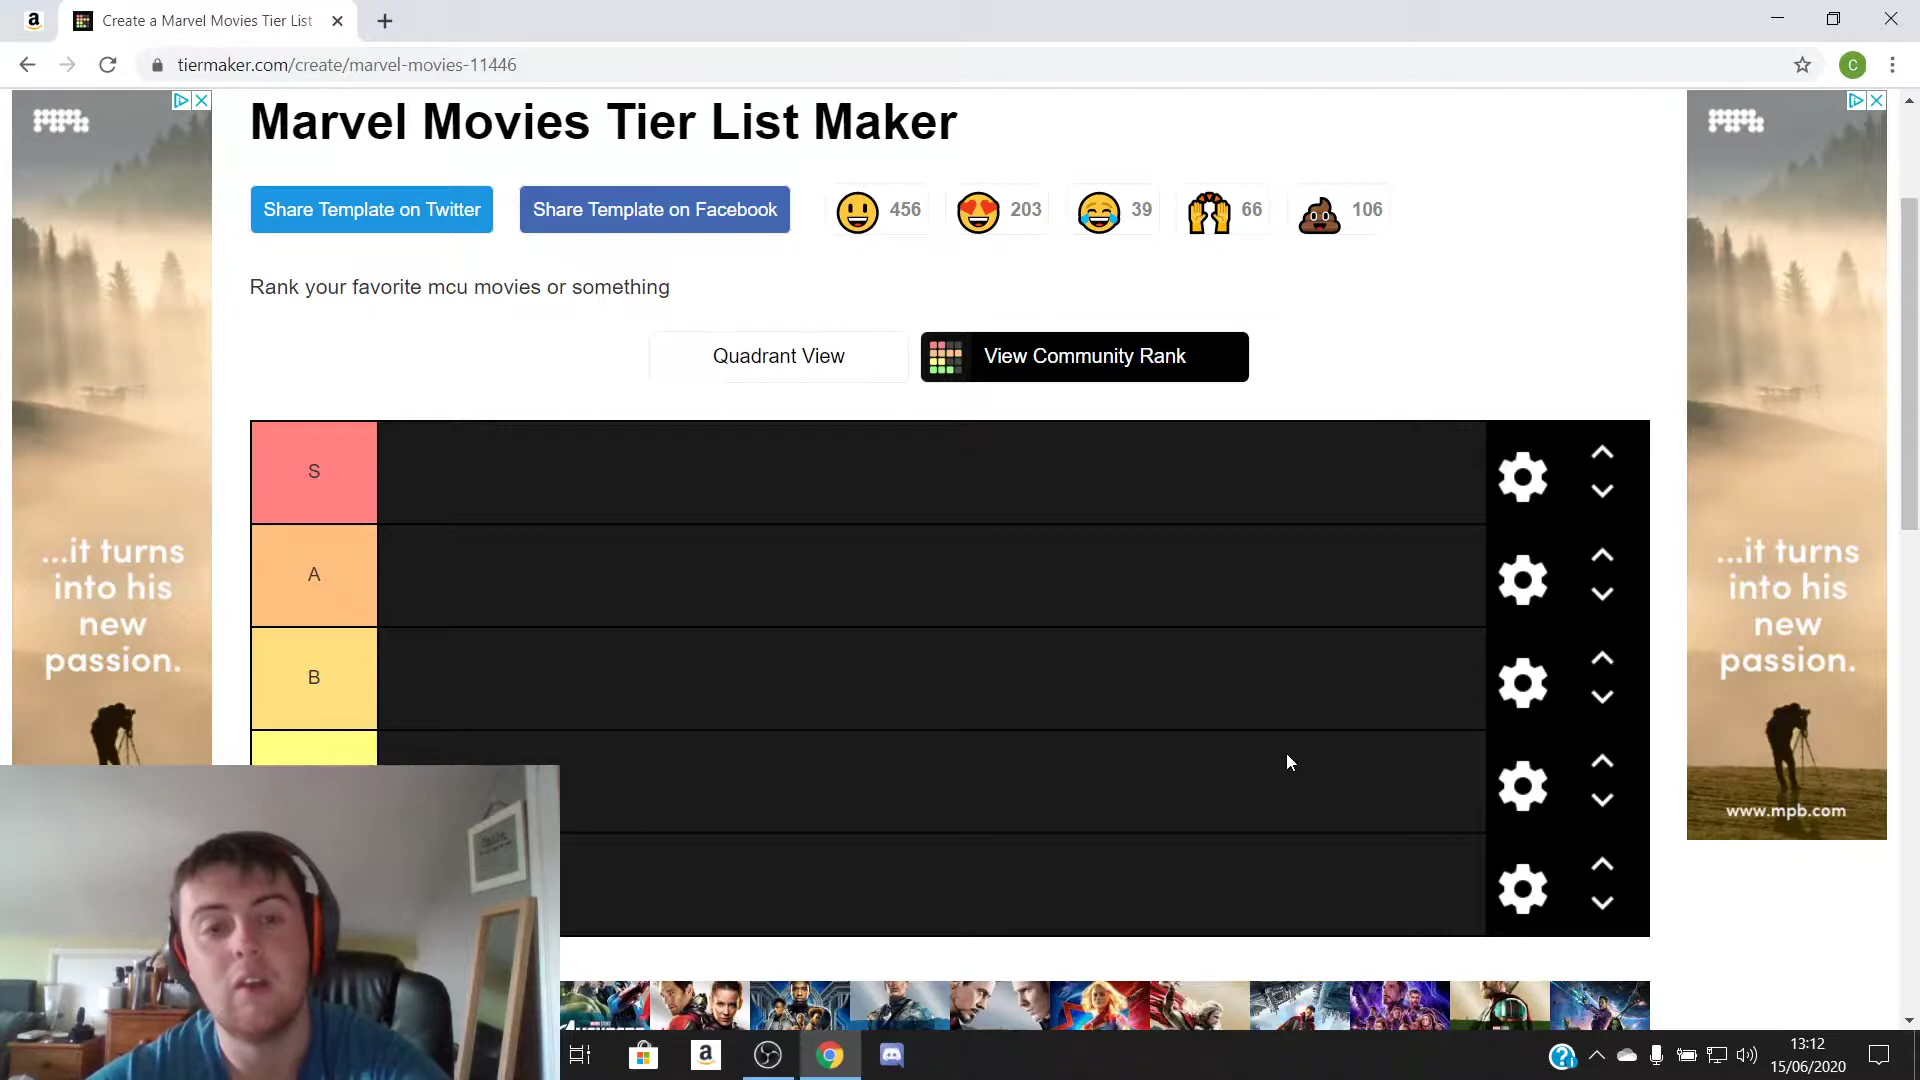 Create a Marvel Movies Tier List
tiermaker.com/create/marvel-movies-11446
Marvel Movies Tier List Maker
Share Template on Twitter
Share Template on Facebook
456
203
39
66
106
Rank your favorite mcu movies or something
Quadrant View
View Community Rank
S
A
B
...it turns
into his
new
passion.
...it turns
into his
new
passion.
www.mpb.com
C
13:12
15/06/2020